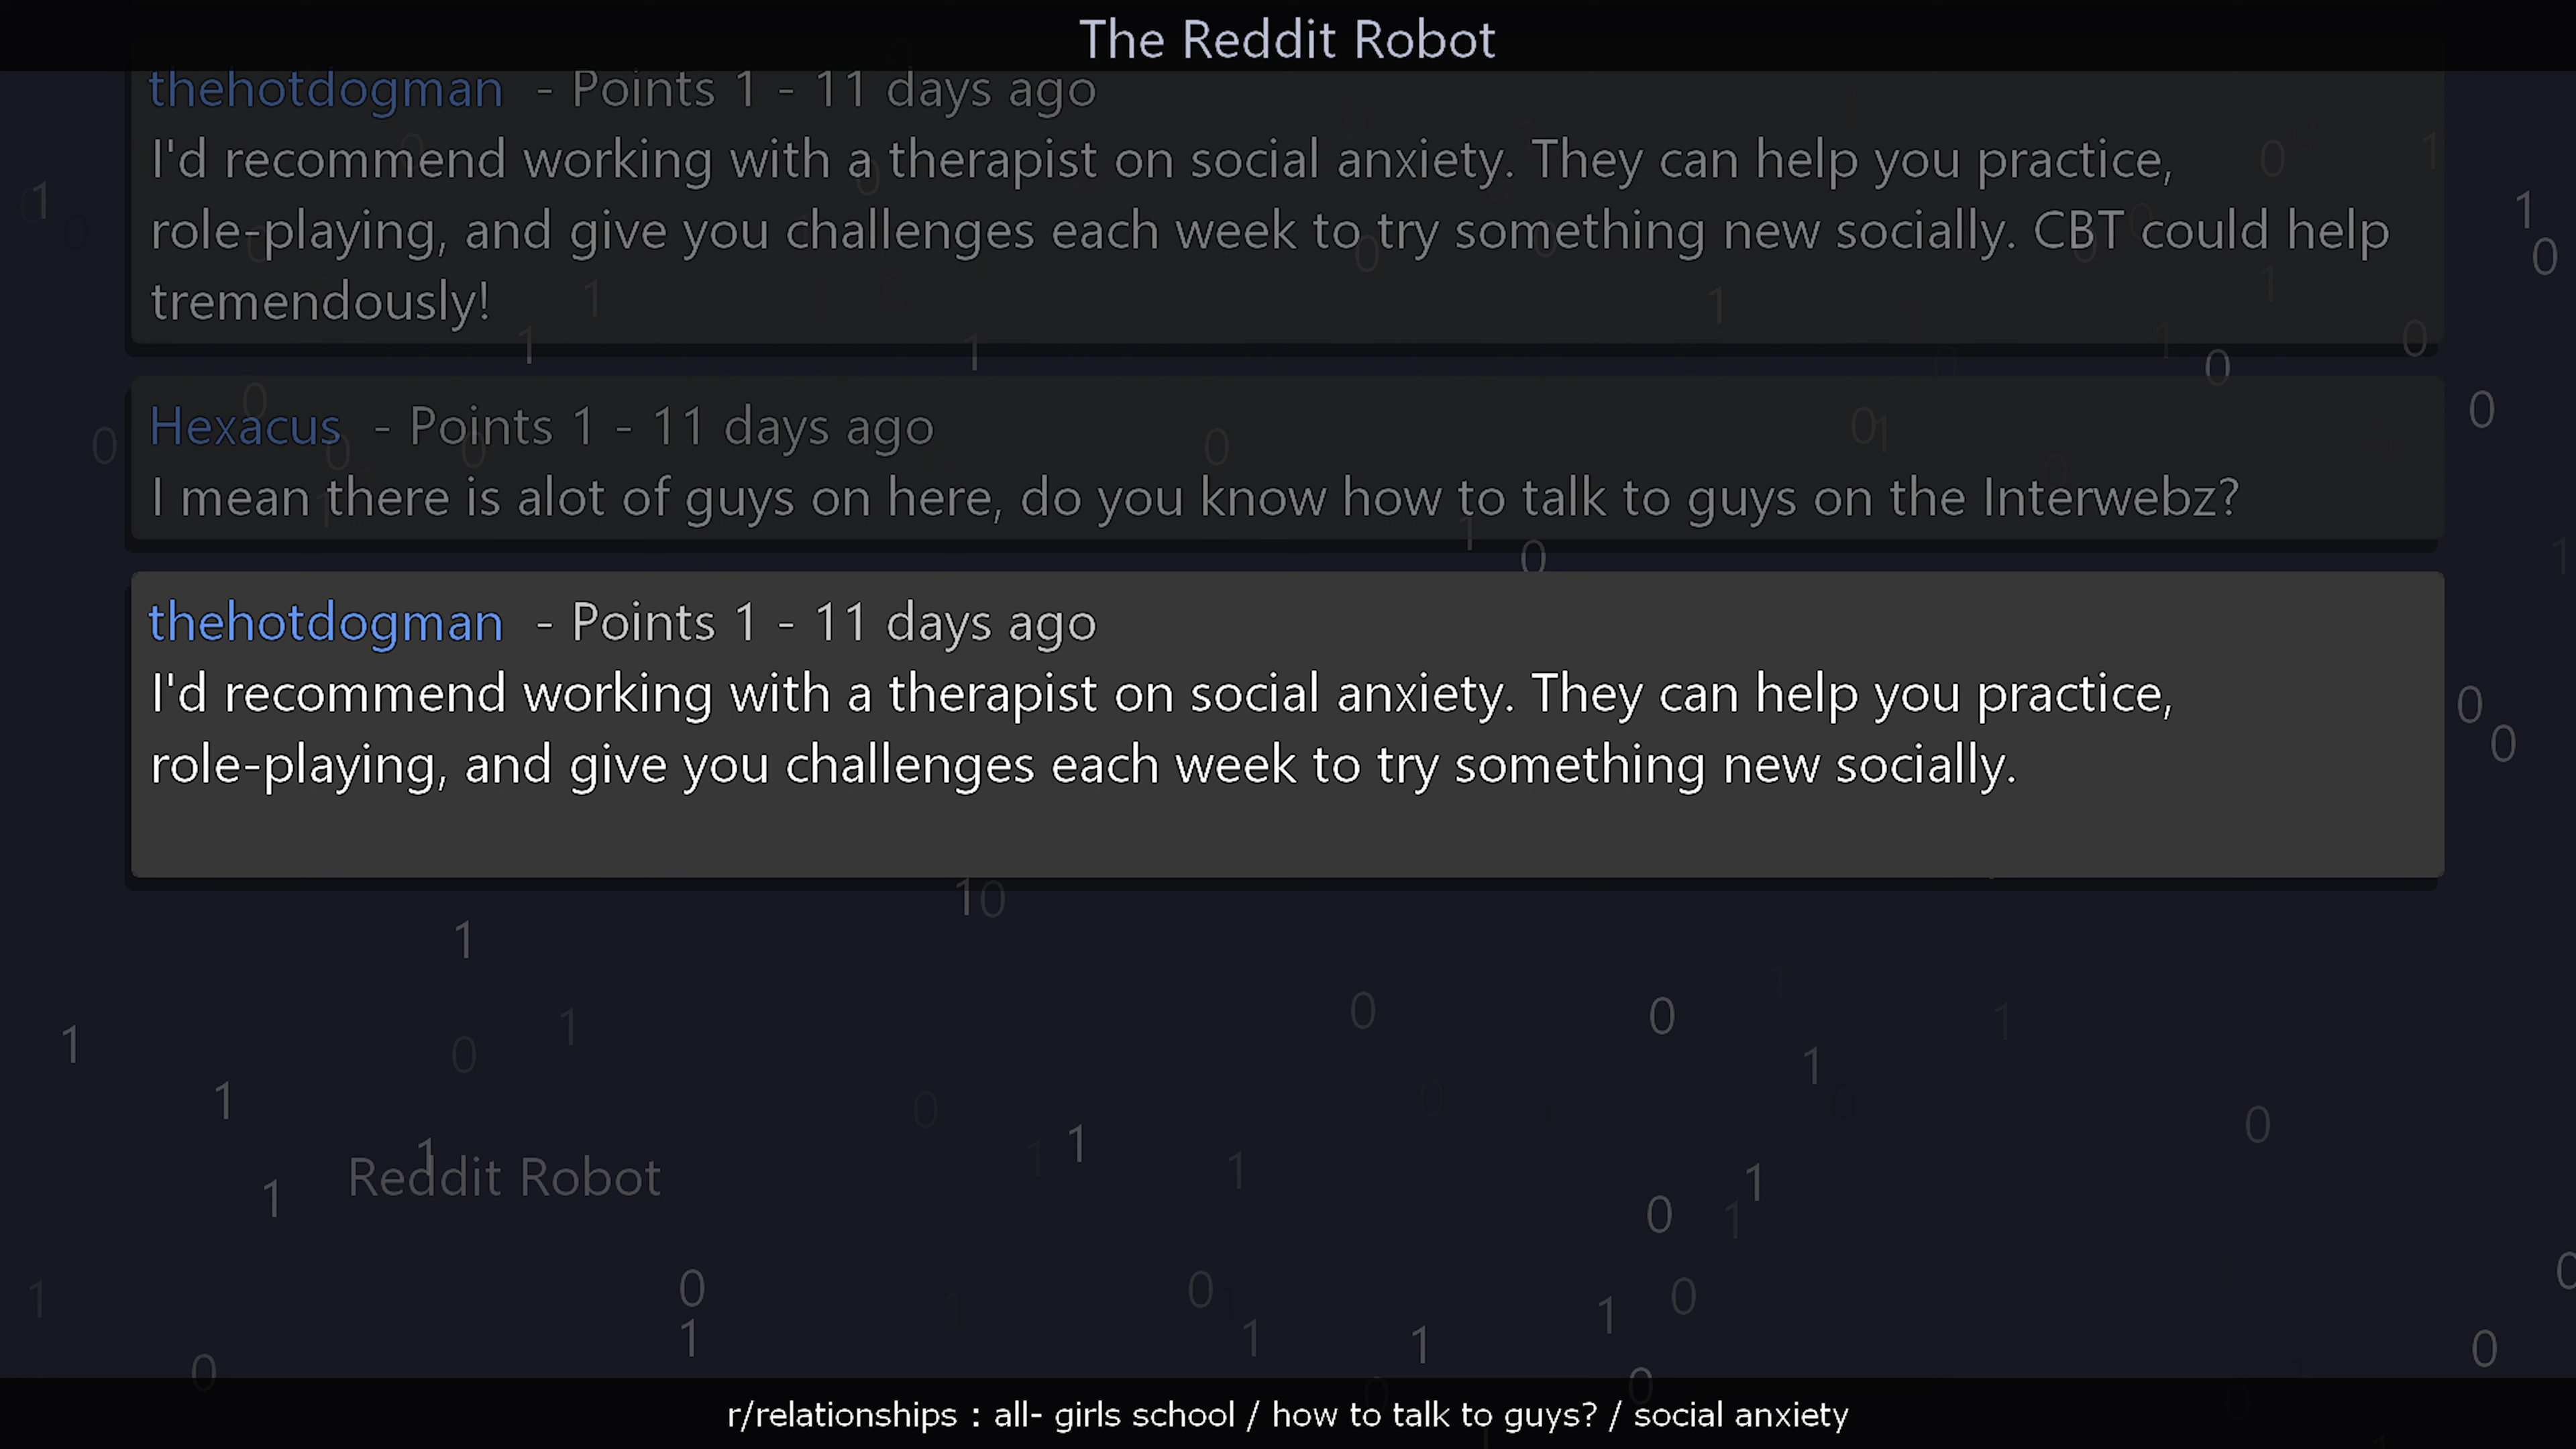 The Reddit Robot
thehotdogman - Points 1 - 11 days ago
I'd recommend working with a therapist on social anxiety. They can help you practice,
role-playing, and give you challenges each week to try something new socially. CBT could help
tremendously!
Hexacus - Points 1 - 11 days ago
I mean there is alot of guys on here, do you know how to talk to guys on the Interwebz?
thehotdogman - Points 1 - 11 days ago
I'd recommend working with a therapist on social anxiety. They can help you practice,
role-playing, and give you challenges each week to try something new socially.
Reddit Robot
r/relationships : all- girls school / how to talk to guys? / social anxiety